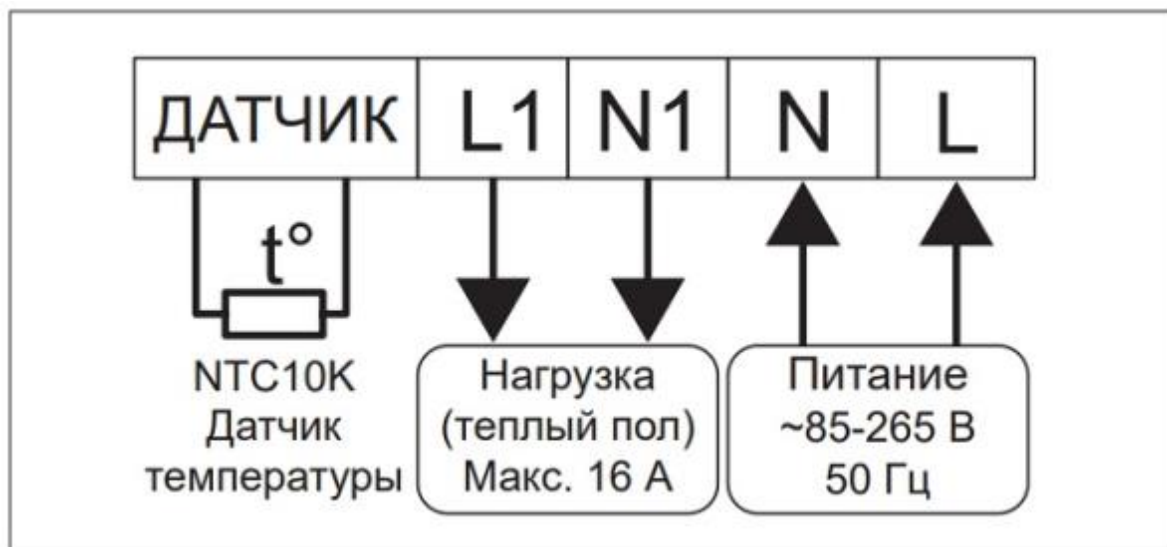 ДАТЧИК L1 N1 N L
t°
NTC10K
Датчик
температуры
Нагрузка
(теплый пол)
Макс. 16 А
Питание
~85-265 В
50 Гц